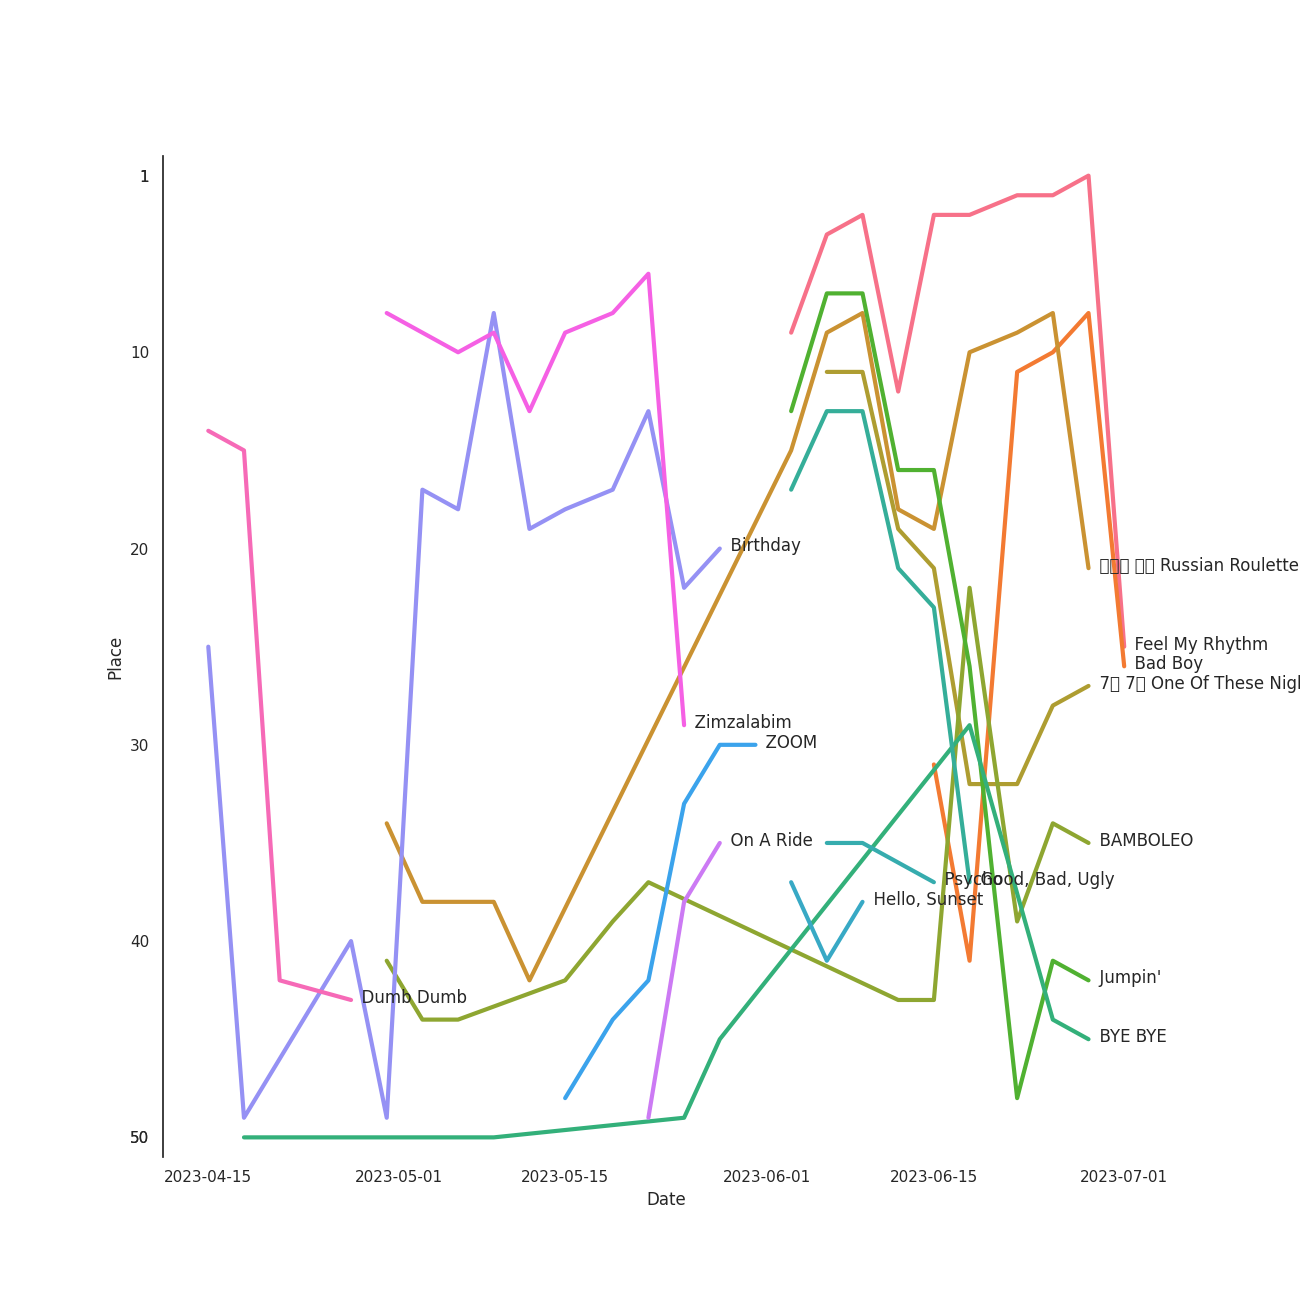 1
10
20
30
40
50
Place
Birthday
Russian Roulette
Feel My Rhythm
Bad Boy
7 7 One Of These Nigl
Zimzalabim
ZOOM
On A Ride
BAMBOLEO
Psycho
Good, Bad, Ugly
Hello, Sunset
Jumpin'
Dumb Dumb
BYE BYE
2023-04-15
2023-05-01
2023-05-15
2023-06-01
2023-06-15
2023-07-01
Date